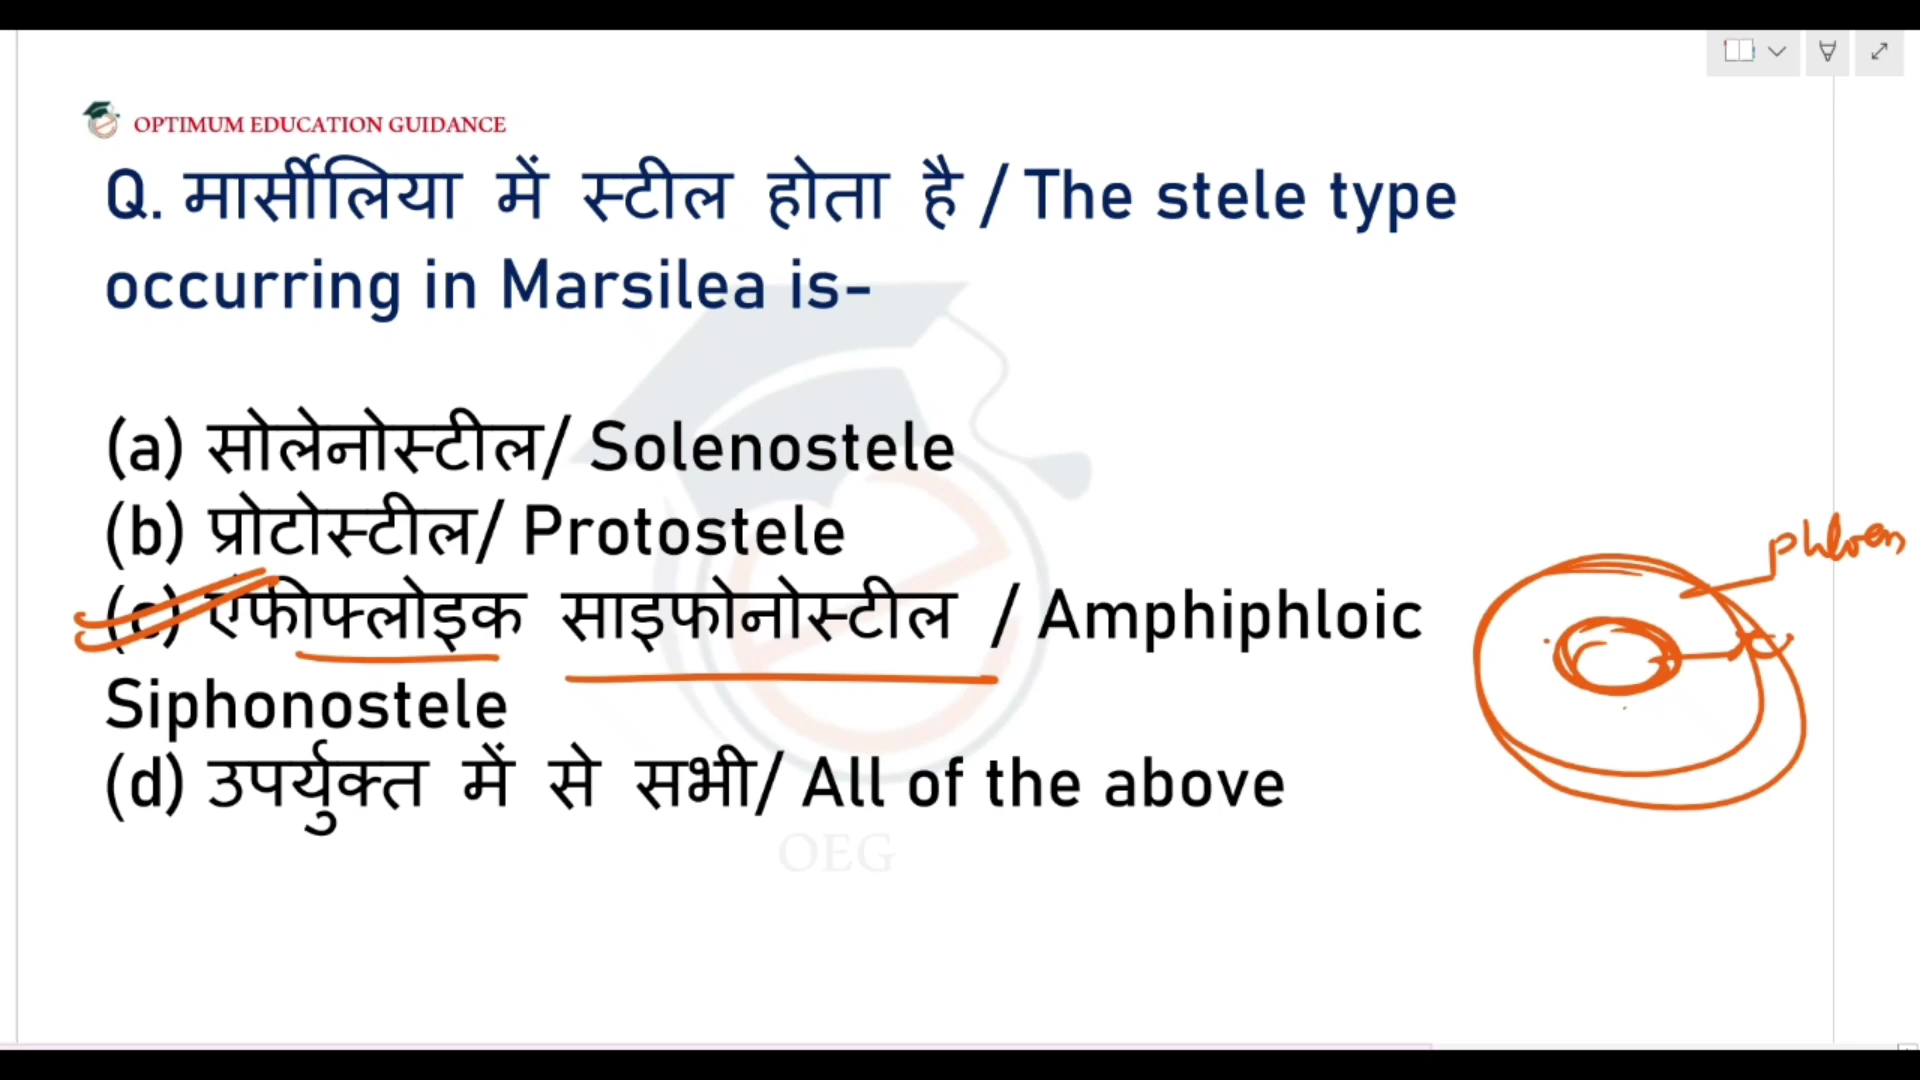 OPTIMUM EDUCATION GUIDANCE
Q. मार्सीलिया में स्टील होता है / The stele type
occurring in Marsilea is-
(a) सोलेनोस्टील/ Solenostele
(b) प्रोटोस्टील/ Protostele
(c) एंफीफ्लोइक साइफोनोस्टील / Amphiphloic
Siphonostele
(d) उपर्युक्त में से सभी/ All of the above
OEG